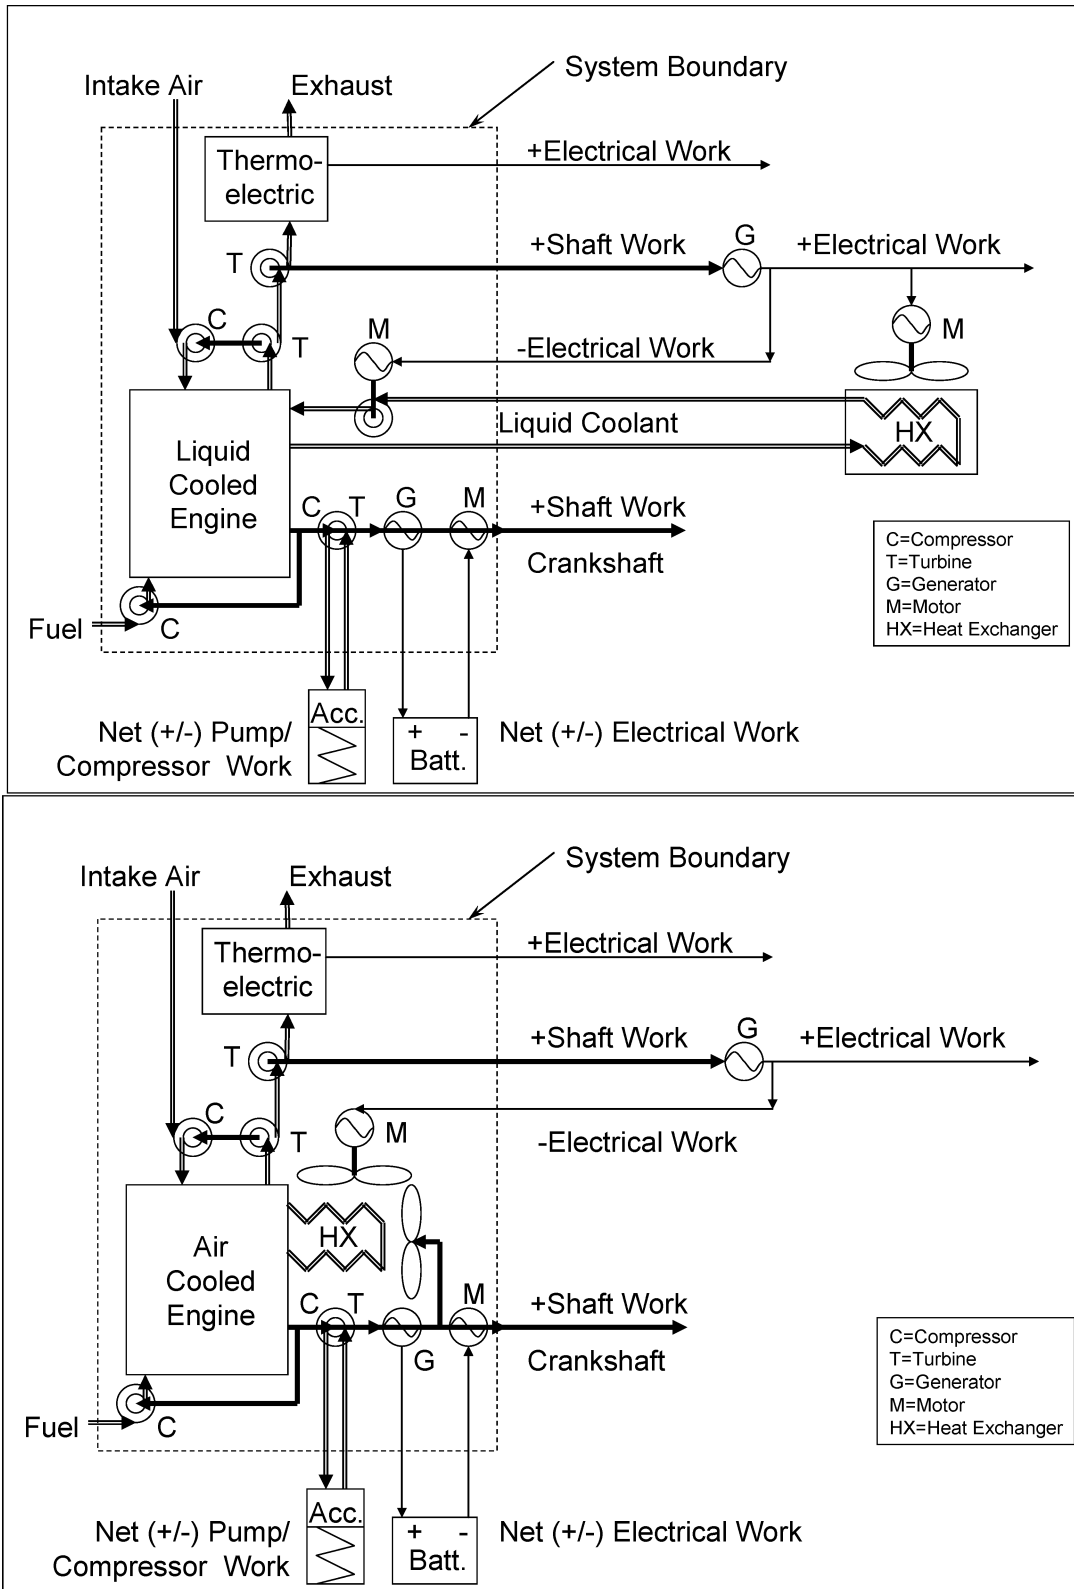 System Boundary
Intake Air
Exhaust
Thermo-
electric
+Electrical Work
T
+Shaft Work
G
+Electrical Work
C
T
M
M
-Electrical Work
Liquid
Cooled
Engine
Liquid Coolant
HX
C
T
G
M
+Shaft Work
Crankshaft
C=Compressor
T=Turbine
G=Generator
M=Motor
HX=Heat Exchanger
Fuel
C
Net (+/-) Pump/
Compressor Work
Acc.
+ -
Batt.
Net (+/-) Electrical Work
System Boundary
Intake Air
Exhaust
Thermo-
electric
+Electrical Work
T
+Shaft Work
G
+Electrical Work
C
T
M
-Electrical Work
Air
Cooled
Engine
HX
C
T
G
M
+Shaft Work
Crankshaft
C=Compressor
T=Turbine
G=Generator
M=Motor
HX=Heat Exchanger
Fuel
C
Net (+/-) Pump/
Compressor Work
Acc.
+ -
Batt.
Net (+/-) Electrical Work